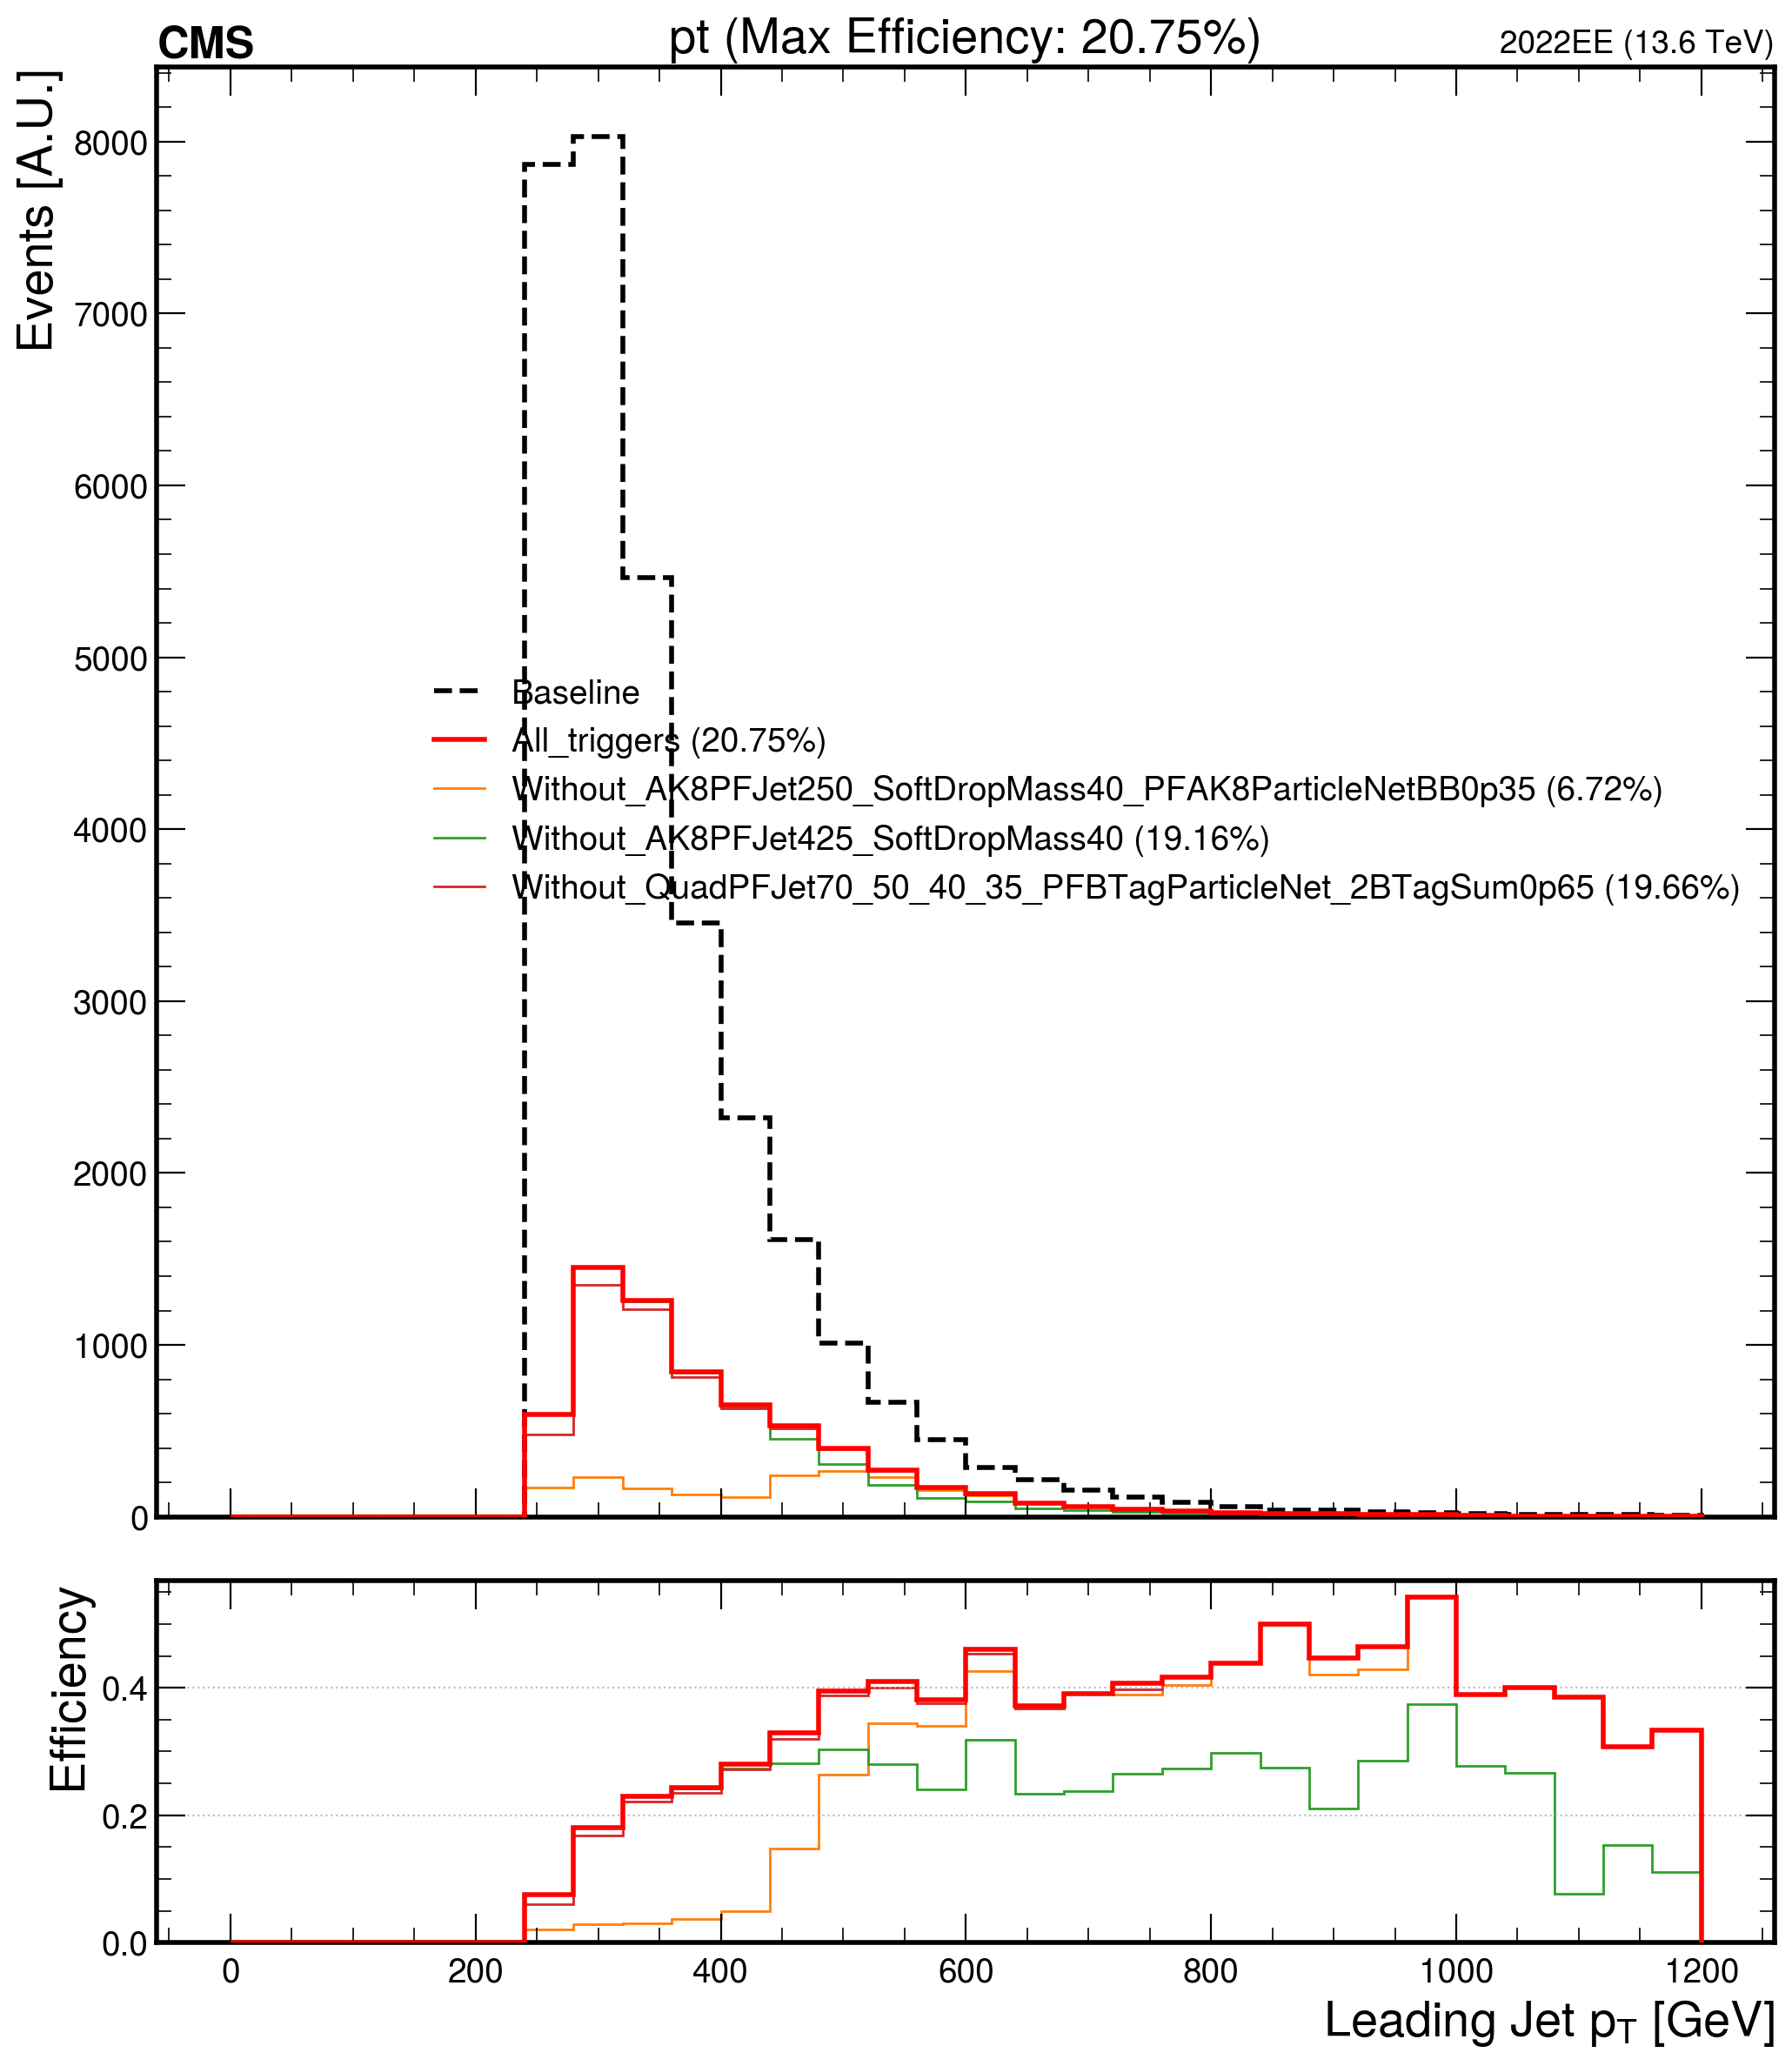 CMS pt (Max Efficiency: 20.75%) 2022EE (13.6 TeV)
Events [A.U.]
8000
7000
6000
5000
4000
3000
2000
1000
0
Baseline
All_triggers (20.75%)
Without_AK8PFJet250_SoftDropMass40_PFAK8ParticleNetBB0p35 (6.72%)
Without_AK8PFJet425_SoftDropMass40 (19.16%)
Without_QuadPFJet70_50_40_35_PFBTagParticleNet_2BTagSum0p65 (19.66%)
Efficiency
0.4
0.2
0.0
0 200 400 600 800 1000 1200
Leading Jet pT [GeV]